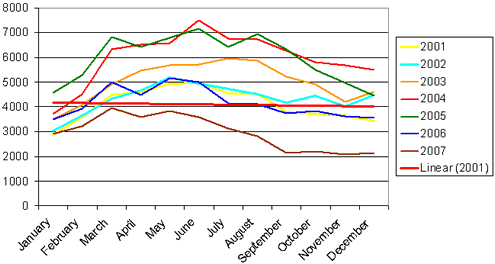 8000
7000
6000
5000
4000
3000
2000
1000
0
January
February
March
April
May
June
July
August
September
October
November
December
2001
2002
2003
2004
2005
2006
2007
Linear (2001)